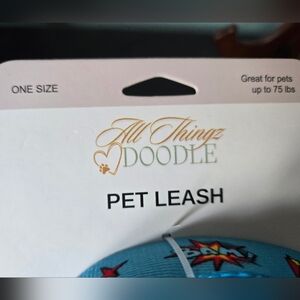 ONE SIZE
Great for pets
up to 75 lbs
All Thingz
DOODLE
PET LEASH